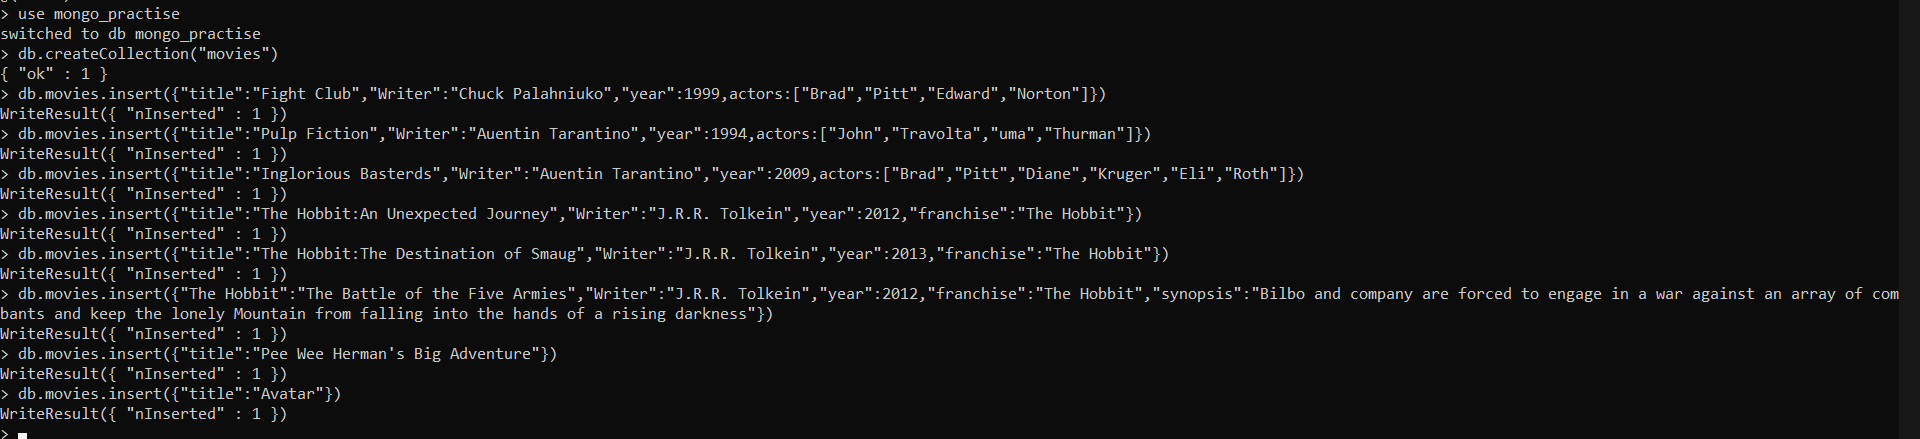 > use mongo_practise
switched to db mongo_practise
> db.createCollection("movies")
{ "ok" : 1 }
> db.movies.insert({"title":"Fight Club","Writer":"Chuck Palahniuko","year":1999,actors:["Brad","Pitt","Edward","Norton"]})
WriteResult({ "nInserted" : 1 })
> db.movies.insert({"title":"Pulp Fiction","Writer":"Auentin Tarantino","year":1994,actors:["John","Travolta","uma","Thurman"]})
WriteResult({ "nInserted" : 1 })
> db.movies.insert({"title":"Inglorious Basterds","Writer":"Auentin Tarantino","year":2009,actors:["Brad","Pitt","Diane","Kruger","Eli","Roth"]})
WriteResult({ "nInserted" : 1 })
> db.movies.insert({"title":"The Hobbit:An Unexpected Journey","Writer":"J.R.R. Tolkein","year":2012,"franchise":"The Hobbit"})
WriteResult({ "nInserted" : 1 })
> db.movies.insert({"title":"The Hobbit:The Destination of Smaug","Writer":"J.R.R. Tolkein","year":2013,"franchise":"The Hobbit"})
WriteResult({ "nInserted" : 1 })
> db.movies.insert({"The Hobbit":"The Battle of the Five Armies","Writer":"J.R.R. Tolkein","year":2012,"franchise":"The Hobbit","synopsis":"Bilbo and company are forced to engage in a war against an array of com
bants and keep the lonely Mountain from falling into the hands of a rising darkness"})
WriteResult({ "nInserted" : 1 })
> db.movies.insert({"title":"Pee Wee Herman's Big Adventure"})
WriteResult({ "nInserted" : 1 })
> db.movies.insert({"title":"Avatar"})
WriteResult({ "nInserted" : 1 })
>